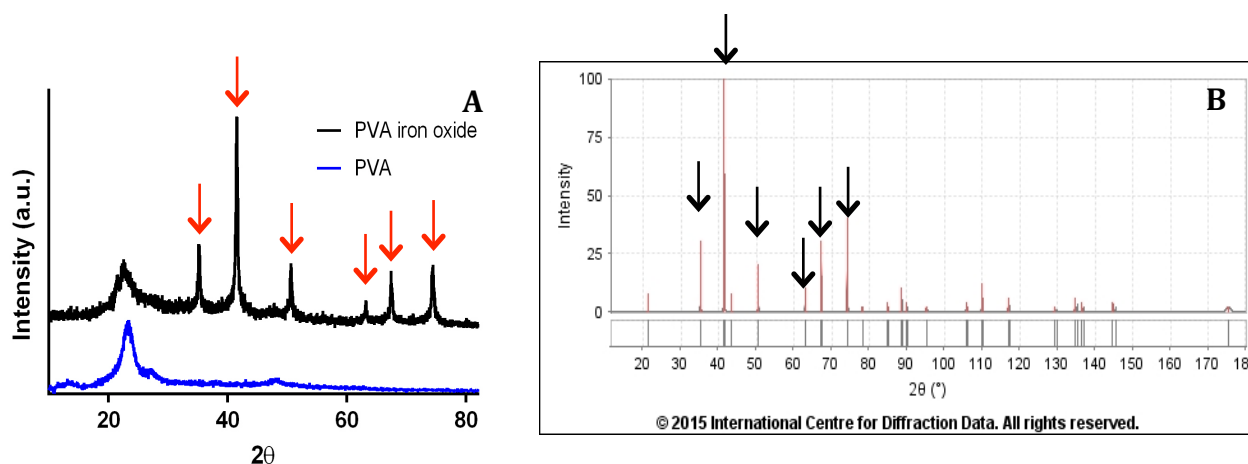 A
PVA iron oxide
PVA
Intensity (a.u.)
20 40 60 80
2θ
B
100
75
50
25
0
Intensity
20 30 40 50 60 70 80 90 100 110 120 130 140 150 160 170 18
2θ (°)
© 2015 International Centre for Diffraction Data. All rights reserved.